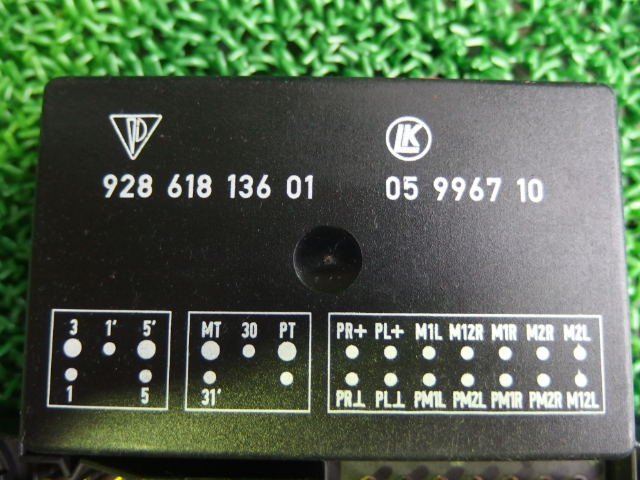 LK
928 618 136 01 05 9967 10
3 1' 5' MT 30 PT PR+ PL+ M1L M12R M1R M2R M2L
1 5 31' PR⊥ PL⊥ PM1L PM2L PM1R PM2R M12L